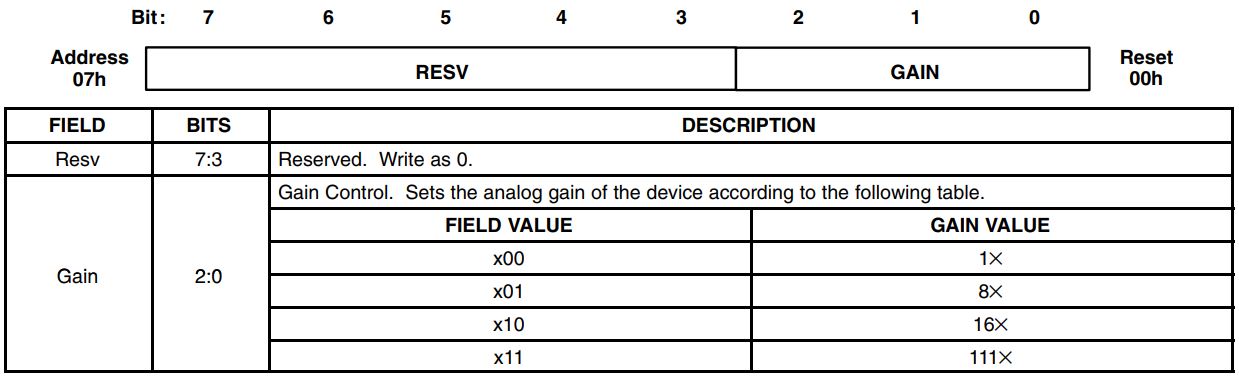 Bit: 7 6 5 4 3 2 1 0
Address
07h
RESV GAIN
Reset
00h
FIELD BITS DESCRIPTION
Resv 7:3 Reserved. Write as 0.
Gain 2:0 Gain Control. Sets the analog gain of the device according to the following table.
FIELD VALUE GAIN VALUE
x00 1×
x01 8×
x10 16×
x11 111×